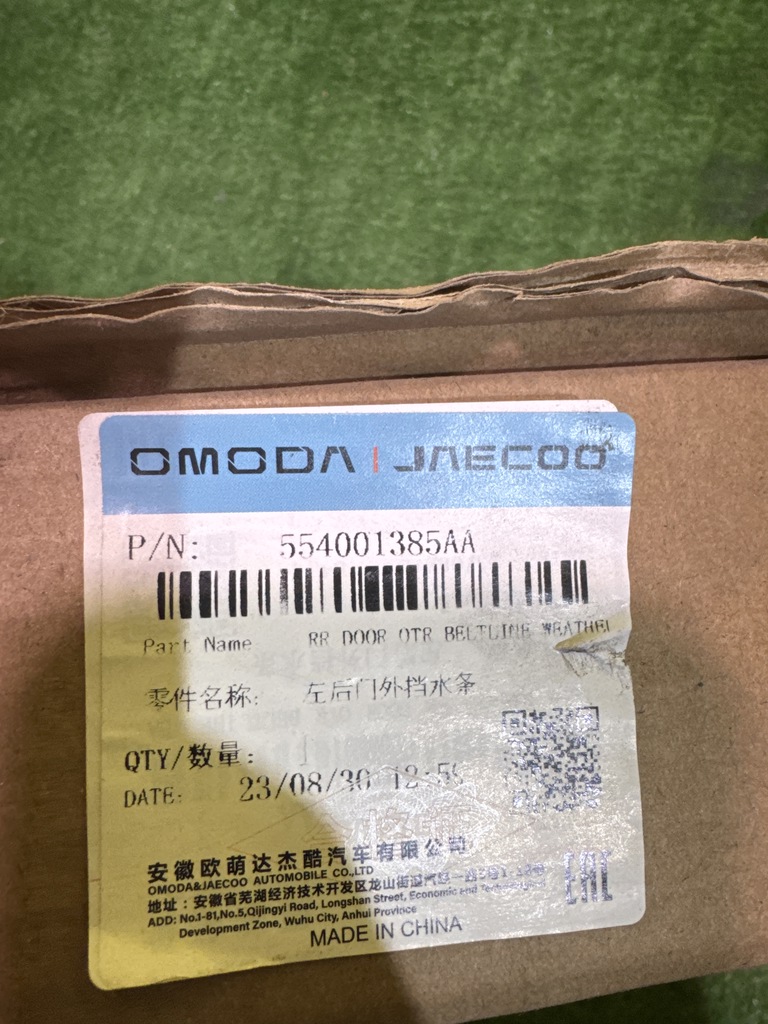 OMODA | JAECOO
P/N: 554001385AA
Part Name RR DOOR OTR BELTLINE WEATHE
零件名称: 左后门外挡水条
QTY/数量: 1
DATE: 23/08/30 12:5
安徽欧萌达杰酷汽车有限公司
OMODA&JAECOO AUTOMOBILE CO.,LTD
地址：安徽省芜湖经济技术开发区龙山街道
ADD: No.1-81,No.5,Qijingyi Road, Longshan Street, Economic and Technological
Development Zone, Wuhu City, Anhui Province
MADE IN CHINA
EAC